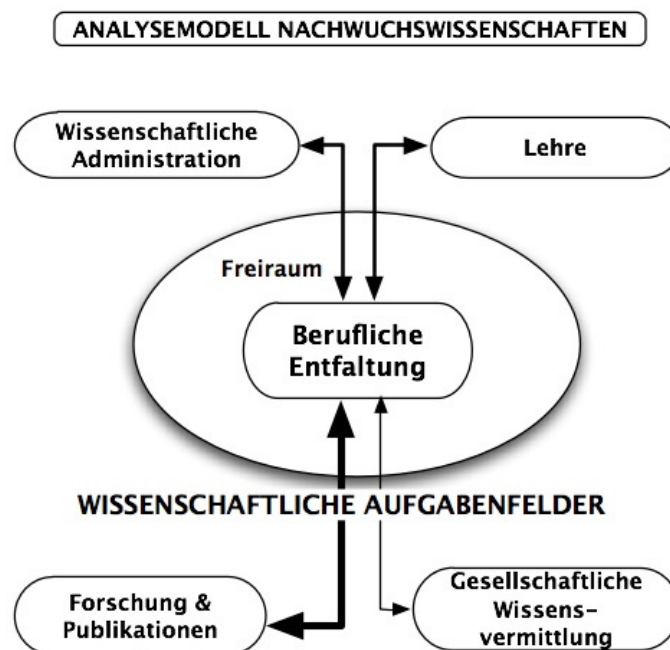 ANALYSEMODELL NACHWUCHSWISSENSCHAFTEN
Wissenschaftliche
Administration
Lehre
Freiraum
Berufliche
Entfaltung
WISSENSCHAFTLICHE AUFGABENFELDER
Forschung &
Publikationen
Gesellschaftliche
Wissens-
vermittlung